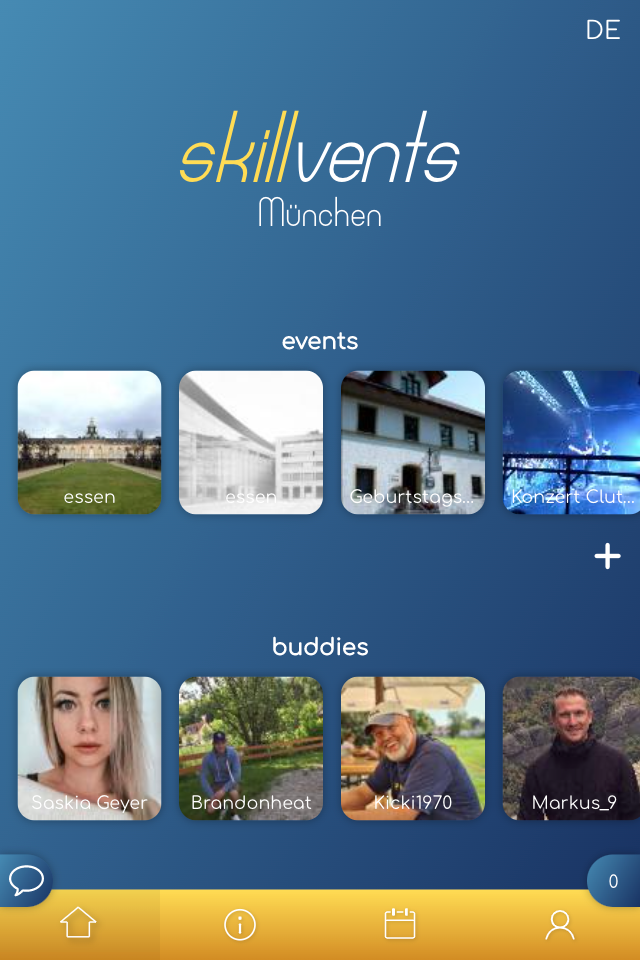 DE
skillvents
München
events
essen
essen
Geburtstags...
Konzert Clut...
buddies
Saskia Geyer
Brandonheat
Kicki1970
Markus_9
0